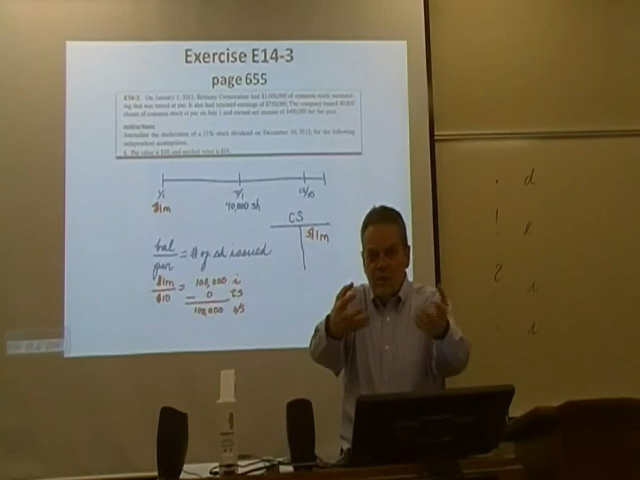 Exercise E14-3
page 655
E14-3 On January 1, 2012, Brittany Corporation had $1,000,000 of common stock outstand-
ing that was issued at par. It also had retained earnings of $750,000. The company issued 40,000
shares of common stock at par on July 1 and earned net income of $400,000 for the year.
Instructions
Journalize the declaration of a 15% stock dividend on December 10, 2012, for the following
independent assumptions.
1. Par value is $10, and market value is
1/1 7/1 12/10
$1m 40,000 sh
CS
$1m
bal/par = # of sh issued
$1m/$10 = 100,000 i
- 0 TS
100,000 o/s
. d
! e
? i
i